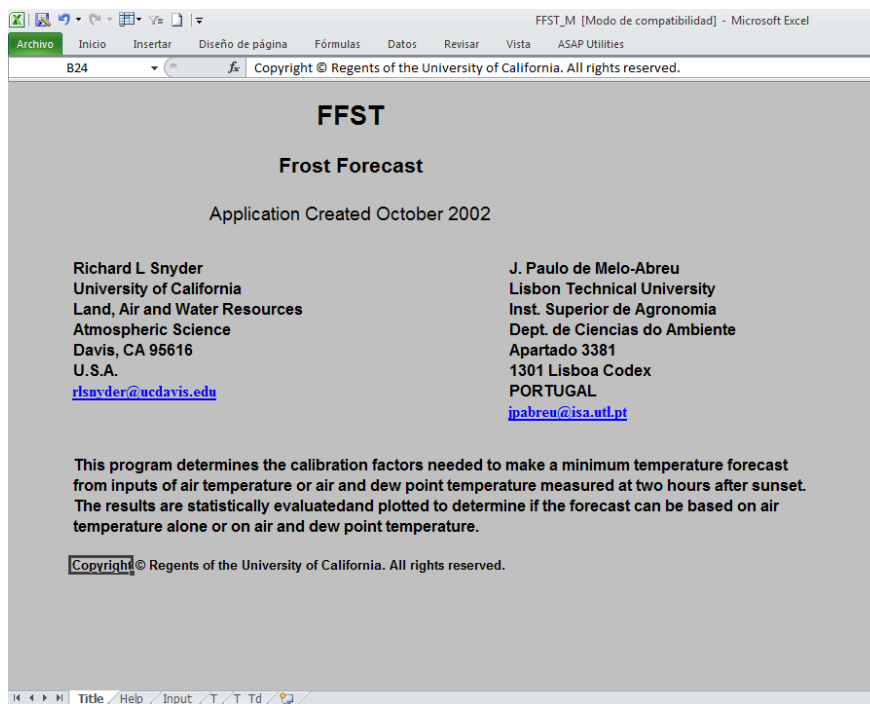 FFST_M [Modo de compatibilidad] - Microsoft Excel
Archivo Inicio Insertar Diseño de página Fórmulas Datos Revisar Vista ASAP Utilities
B24 fx Copyright © Regents of the University of California. All rights reserved.
FFST
Frost Forecast
Application Created October 2002
Richard L Snyder
University of California
Land, Air and Water Resources
Atmospheric Science
Davis, CA 95616
U.S.A.
rlsnyder@ucdavis.edu
J. Paulo de Melo-Abreu
Lisbon Technical University
Inst. Superior de Agronomia
Dept. de Ciencias do Ambiente
Apartado 3381
1301 Lisboa Codex
PORTUGAL
jpabreu@isa.utl.pt
This program determines the calibration factors needed to make a minimum temperature forecast
from inputs of air temperature or air and dew point temperature measured at two hours after sunset.
The results are statistically evaluatedand plotted to determine if the forecast can be based on air
temperature alone or on air and dew point temperature.
Copyright © Regents of the University of California. All rights reserved.
Title Help Input T T_Td